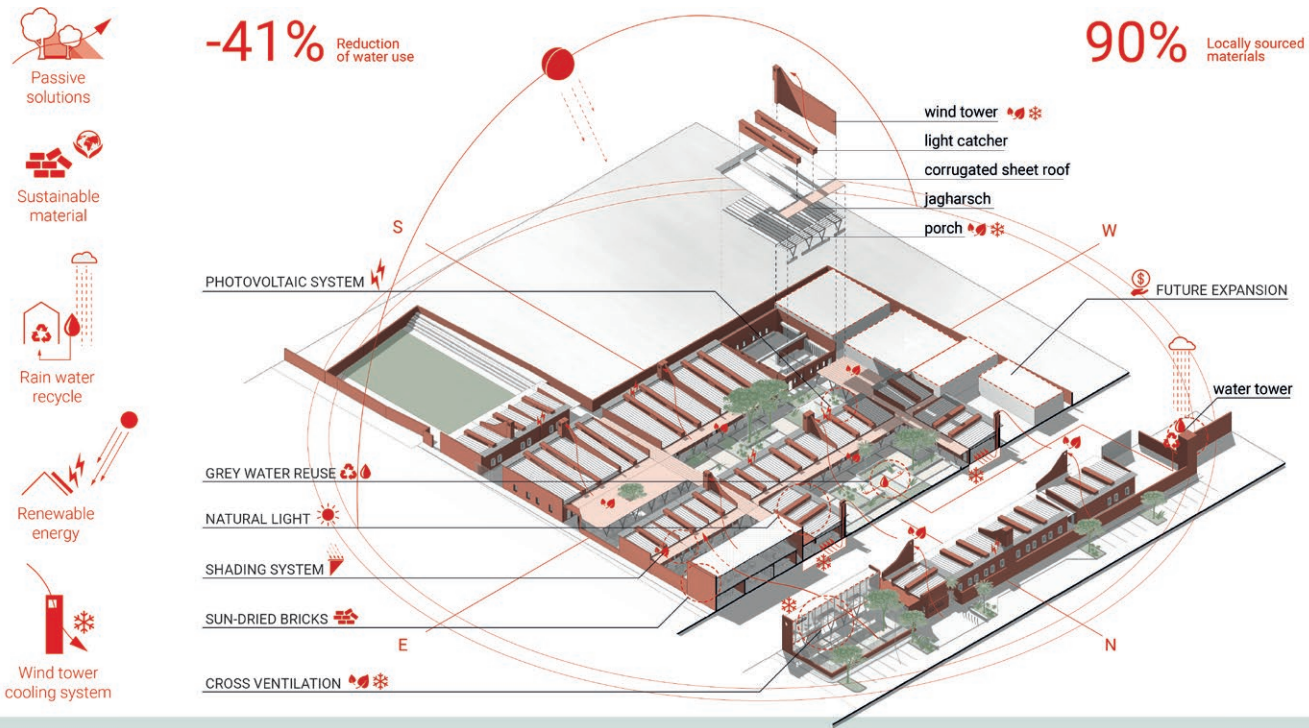 Passive
solutions
Sustainable
material
Rain water
recycle
Renewable
energy
Wind tower
cooling system
-41% Reduction
of water use
90% Locally sourced
materials
wind tower
light catcher
corrugated sheet roof
jagharsch
porch
S
W
PHOTOVOLTAIC SYSTEM
$ FUTURE EXPANSION
water tower
GREY WATER REUSE
NATURAL LIGHT
SHADING SYSTEM
SUN-DRIED BRICKS
E
N
CROSS VENTILATION